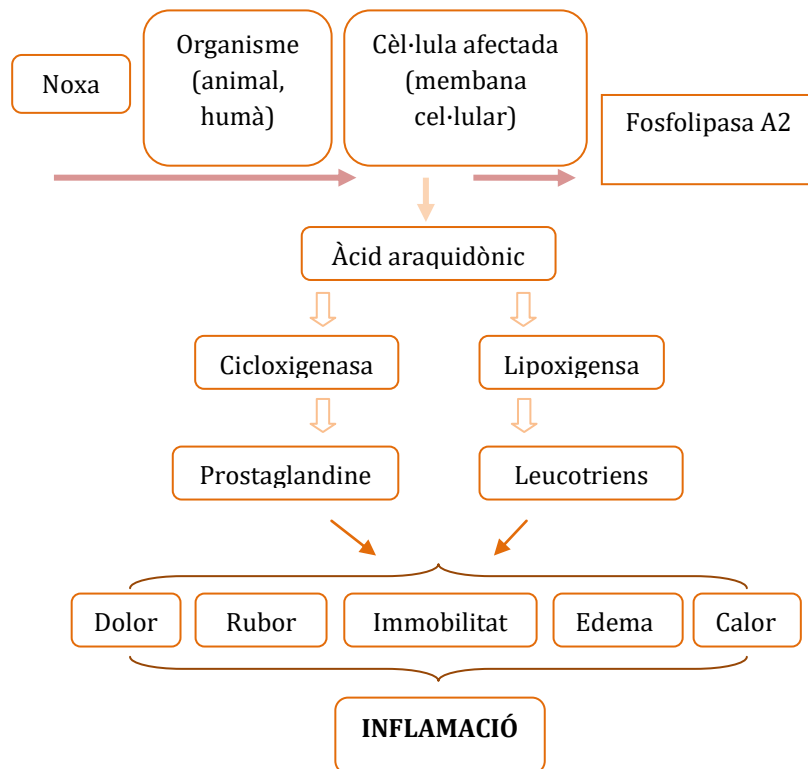 Noxa
Organisme
(animal,
humà)
Cèl·lula afectada
(membana
cel·lular)
Fosfolipasa A2
Àcid araquidònic
Cicloxigenasa
Lipoxigensa
Prostaglandine
Leucotriens
Dolor
Rubor
Immobilitat
Edema
Calor
INFLAMACIÓ